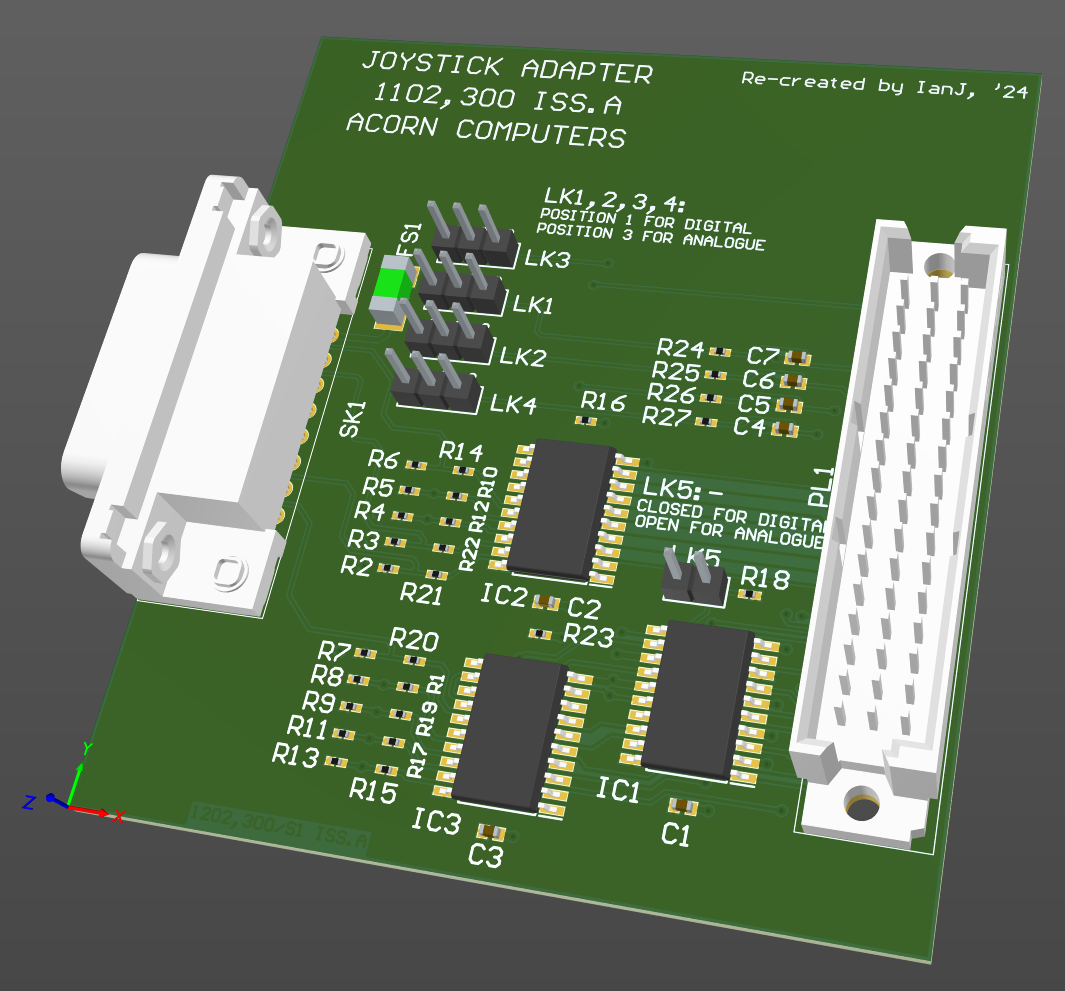 JOYSTICK ADAPTER
1102,300 ISS.A
ACORN COMPUTERS
Re-created by IanJ, '24
LK1,2,3,4:
POSITION 1 FOR DIGITAL
POSITION 3 FOR ANALOGUE
FS1
LK3
LK1
LK2
LK4
SK1
R24
C7
R25
C6
R26
C5
R27
C4
R16
R14
R6
R5
R4
R3
R2
R10
R12
R22
R21
PL1
LK5:-
CLOSED FOR DIGITAL
OPEN FOR ANALOGUE
LK5
R18
IC2
C2
R23
R20
R7
R8
R9
R11
R13
R1
R19
R17
R15
IC3
C3
IC1
C1
1202,300/S1 ISS.A
Y
Z
X